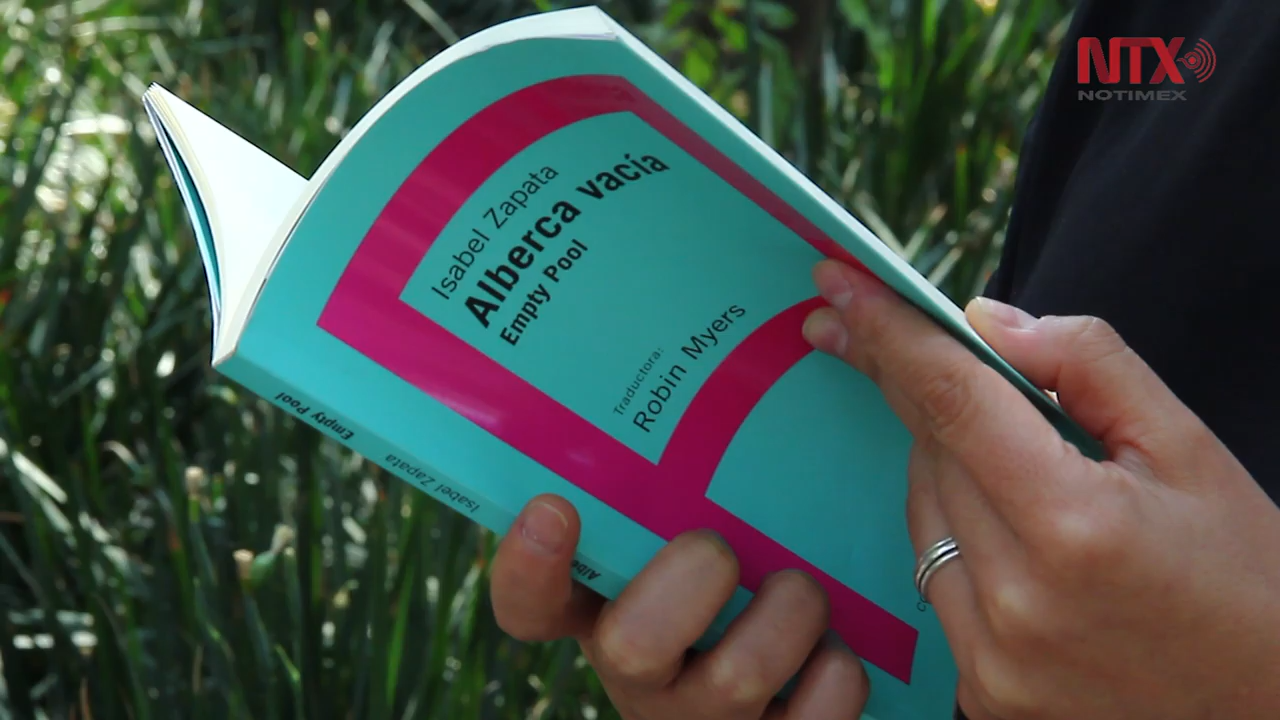 NTX
NOTIMEX
Isabel Zapata
Alberca vacía
Empty Pool
Traductora:
Robin Myers
Empty Pool
Isabel Zapata